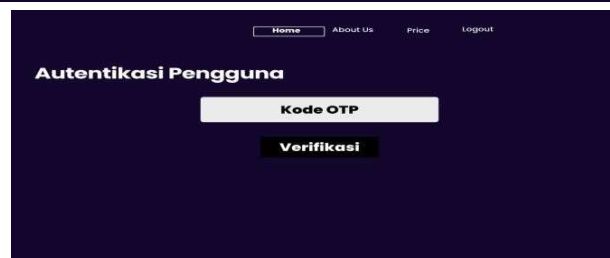 Home About Us Price Logout
Autentikasi Pengguna
Kode OTP
Verifikasi